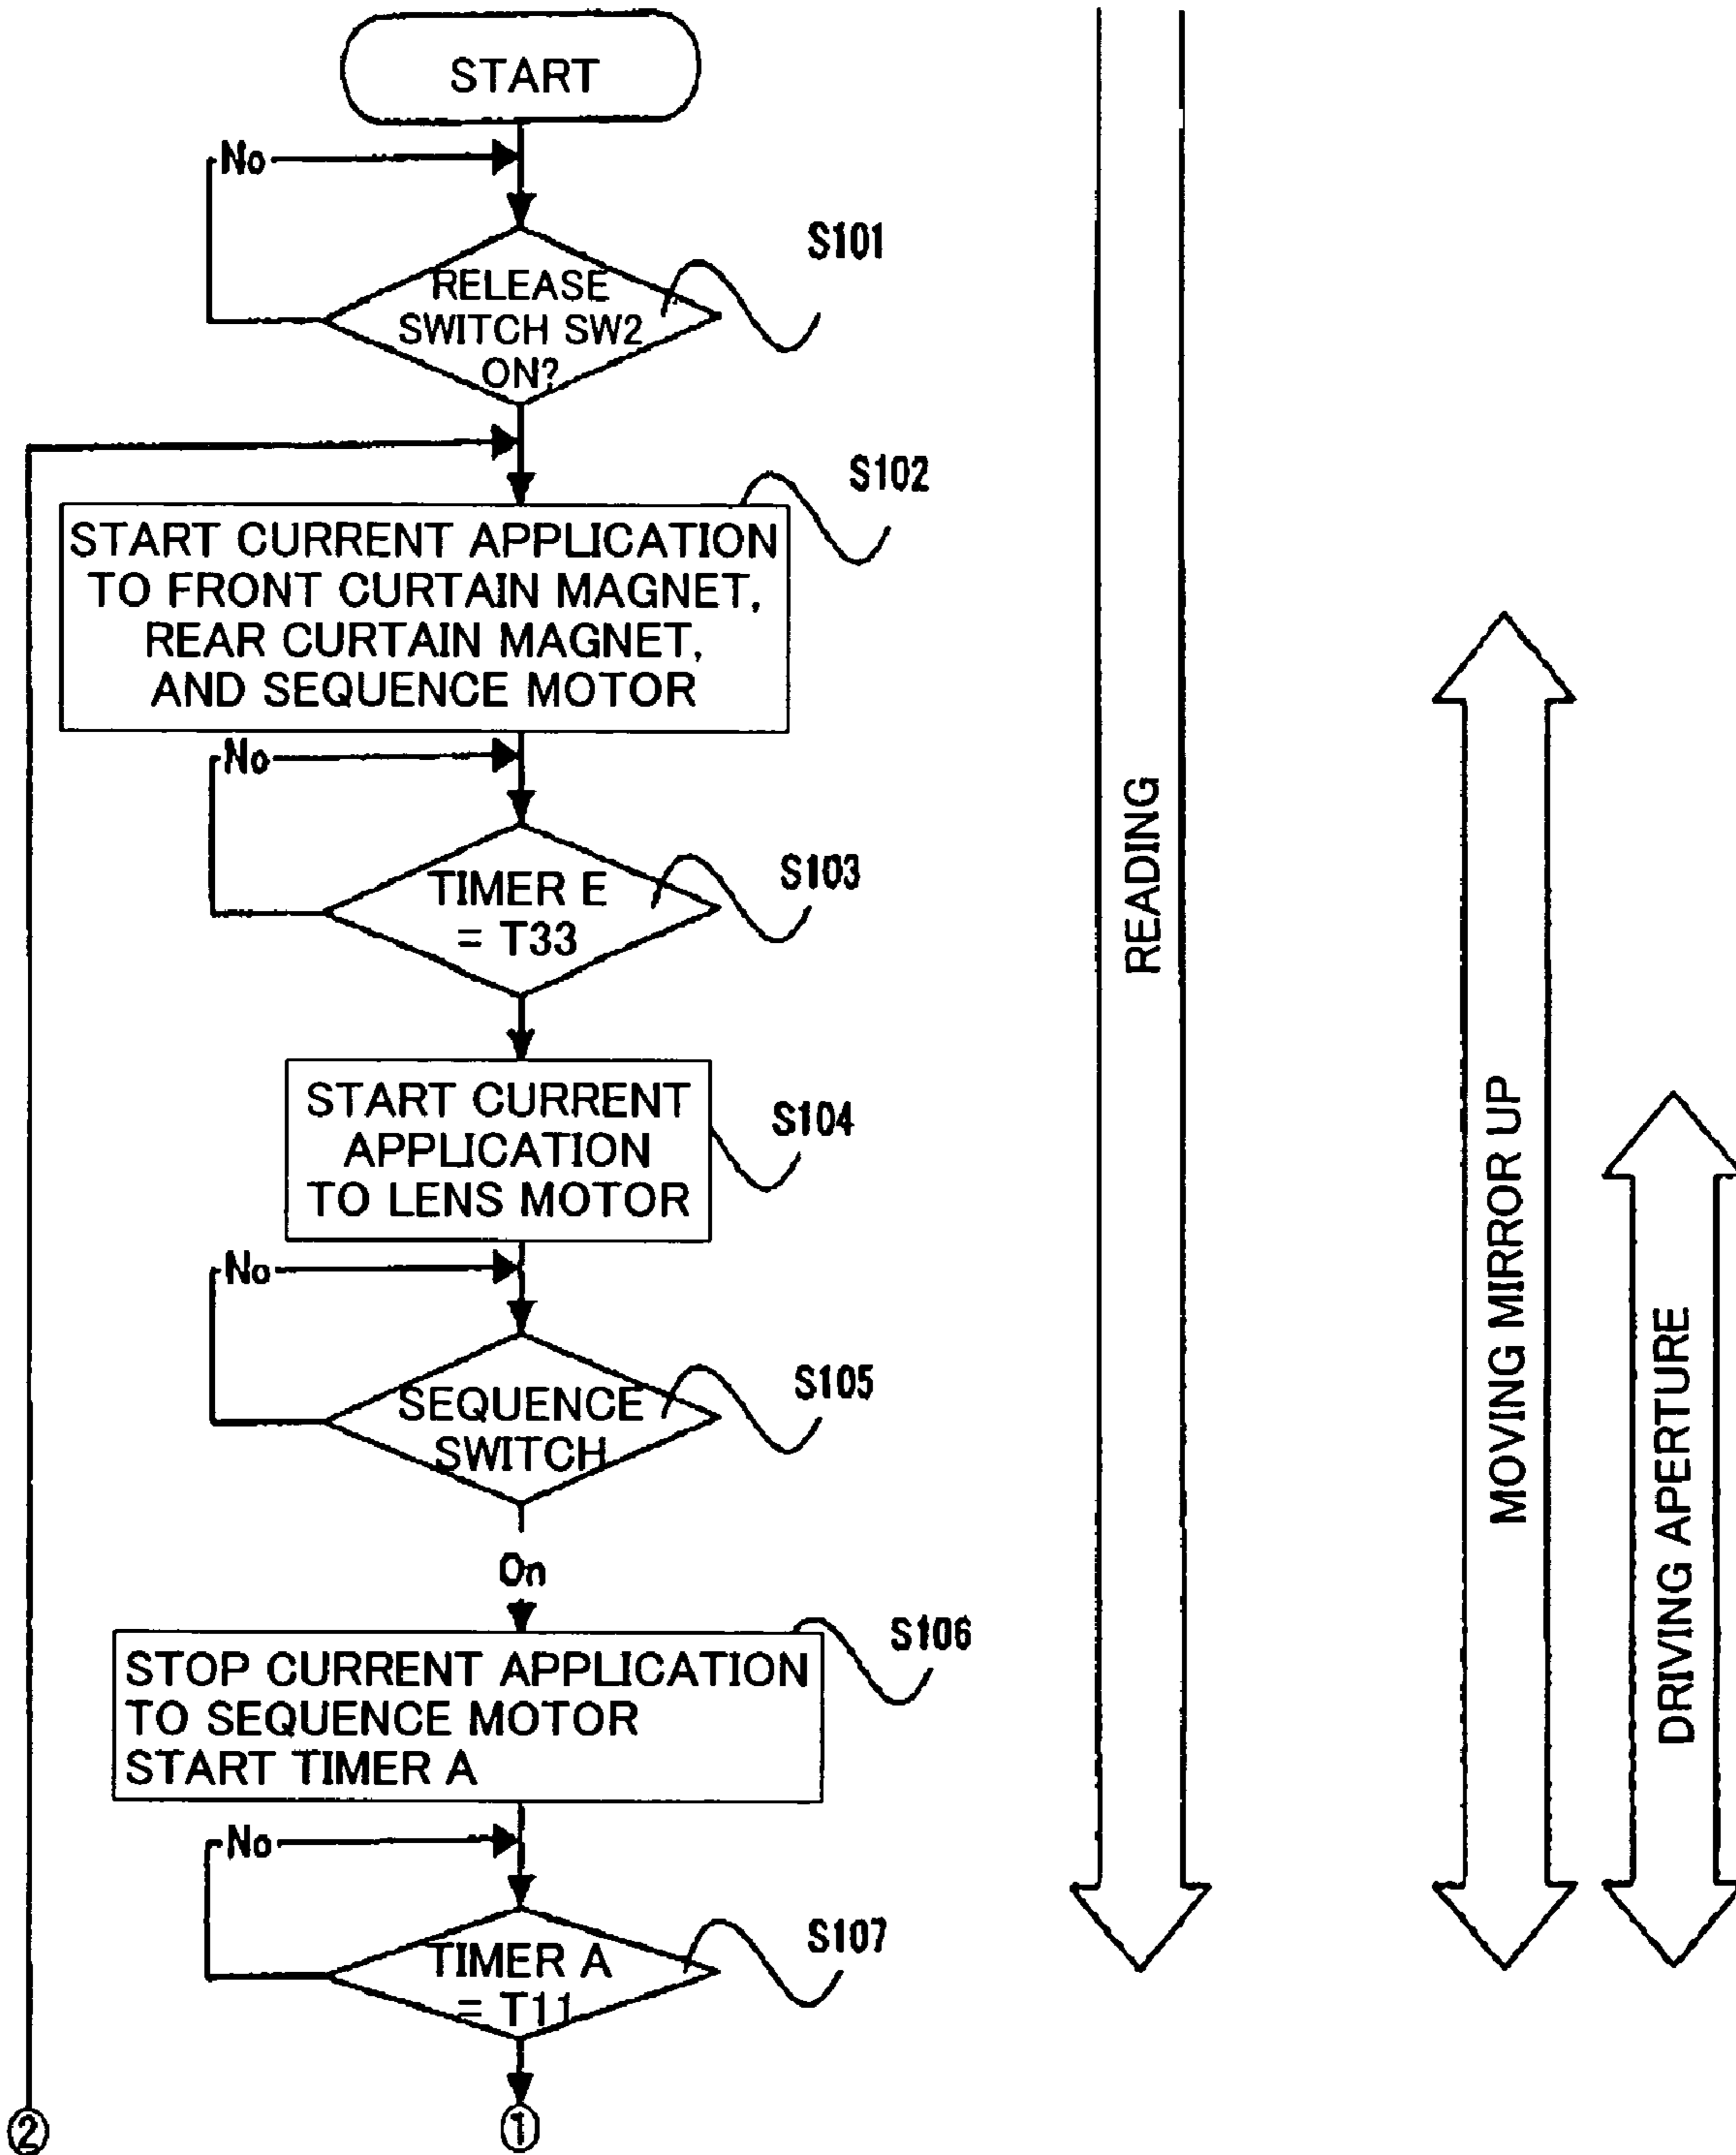 START
No
S101
RELEASE
SWITCH SW2
ON?
S102
START CURRENT APPLICATION
TO FRONT CURTAIN MAGNET,
REAR CURTAIN MAGNET,
AND SEQUENCE MOTOR
No
S103
TIMER E
= T33
START CURRENT
APPLICATION
TO LENS MOTOR
S104
No
S105
SEQUENCE
SWITCH
On
S106
STOP CURRENT APPLICATION
TO SEQUENCE MOTOR
START TIMER A
No
S107
TIMER A
= T11
2
1
READING
MOVING MIRROR UP
DRIVING APERTURE